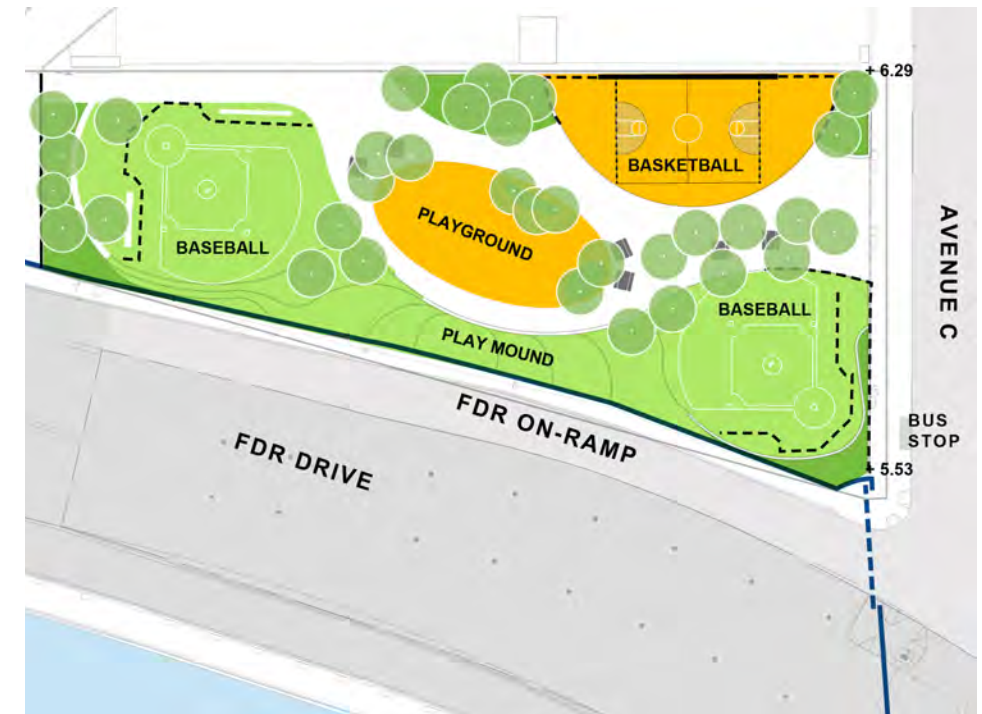 + 6.29
BASKETBALL
AVENUE C
PLAYGROUND
BASEBALL
BASEBALL
PLAY MOUND
FDR ON-RAMP
BUS
STOP
FDR DRIVE
+ 5.53